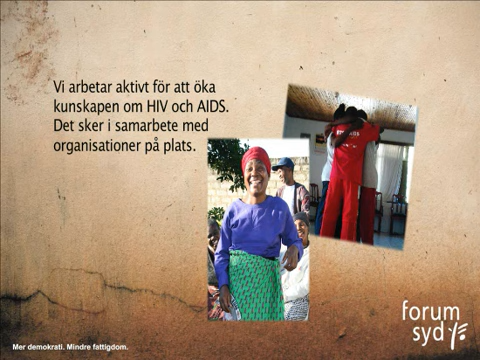 Vi arbetar aktivt för att öka
kunskapen om HIV och AIDS.
Det sker i samarbete med
organisationer på plats.
forum
syd
Mer demokrati. Mindre fattigdom.